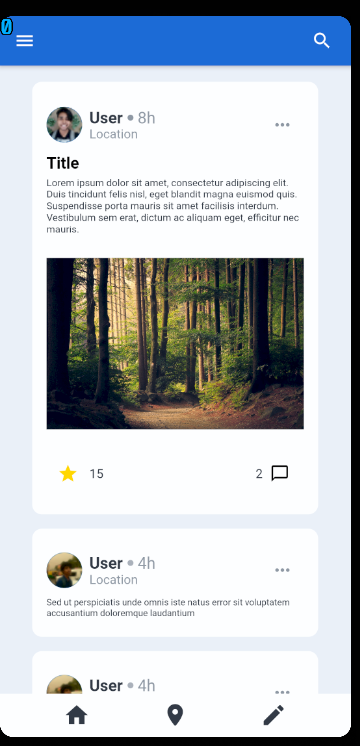 0
User • 8h
Location
Title
Lorem ipsum dolor sit amet, consectetur adipiscing elit.
Duis tincidunt felis nisl, eget blandit magna euismod quis.
Suspendisse porta mauris sit amet facilisis interdum.
Vestibulum sem erat, dictum ac aliquam eget, efficitur nec
mauris.
15
2
User • 4h
Location
Sed ut perspiciatis unde omnis iste natus error sit voluptatem
accusantium doloremque laudantium
User • 4h